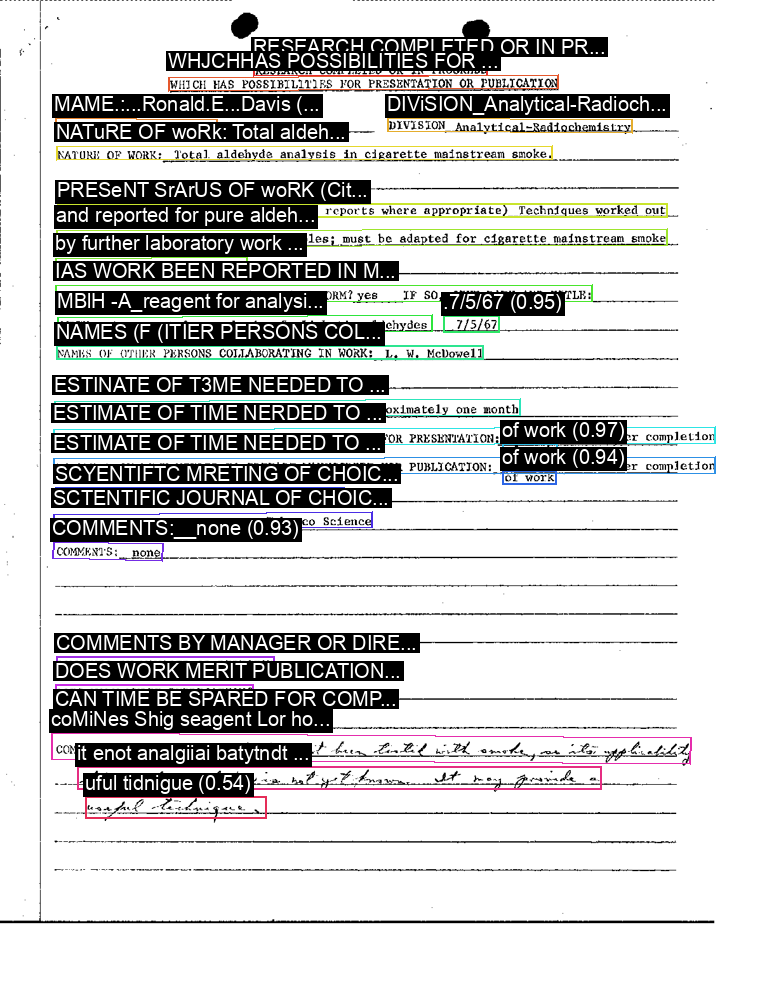 RESEARCH COMPLETED OR IN PR...
WHJCHHAS POSSIBILITIES FOR ...
WHICH HAS POSSIBILITIES FOR PRESENTATION OR PUBLICATION
MAME.:...Ronald.E...Davis (... DIViSION_Analytical-Radioch...
DIVISION Analytical-Radiochemistry
NATuRE OF woRk: Total aldeh...
NATURE OF WORK: Total aldehyde analysis in cigarette mainstream smoke.
PRESeNT SrArUS OF woRK (Cit...
and reported for pure aldeh... reports where appropriate) Techniques worked out
by further laboratory work ... les; must be adapted for cigarette mainstream smoke
IAS WORK BEEN REPORTED IN M...
MBIH -A_reagent for analysi... ORM? yes IF SO, TLE:
.7/5/67 (0.95)
NAMES (F (ITIER PERSONS COL... dehydes 7/5/67
NAMES OF OTHER PERSONS COLLABORATING IN WORK: L. W. McDowell
ESTINATE OF T3ME NEEDED TO ...
ESTIMATE OF TIME NERDED TO ... oximately one month
ESTIMATE OF TIME NEEDED TO ... FOR PRESENTATION: of work (0.97) er completion
SCYENTIFTC MRETING OF CHOIC... PUBLICATION: of work (0.94) er completion
of work
SCTENTIFIC JOURNAL OF CHOIC...
COMMENTS:__none (0.93) co Science
COMMENTS: none
COMMENTS BY MANAGER OR DIRE...
DOES WORK MERIT PUBLICATION...
CAN TIME BE SPARED FOR COMP...
coMiNes Shig seagent Lor ho...
COM it enot analgiiai batytndt ... t been tested with smoke, so its applicability
uful tidnigue (0.54) is not yet known. It may provide a
useful technique.